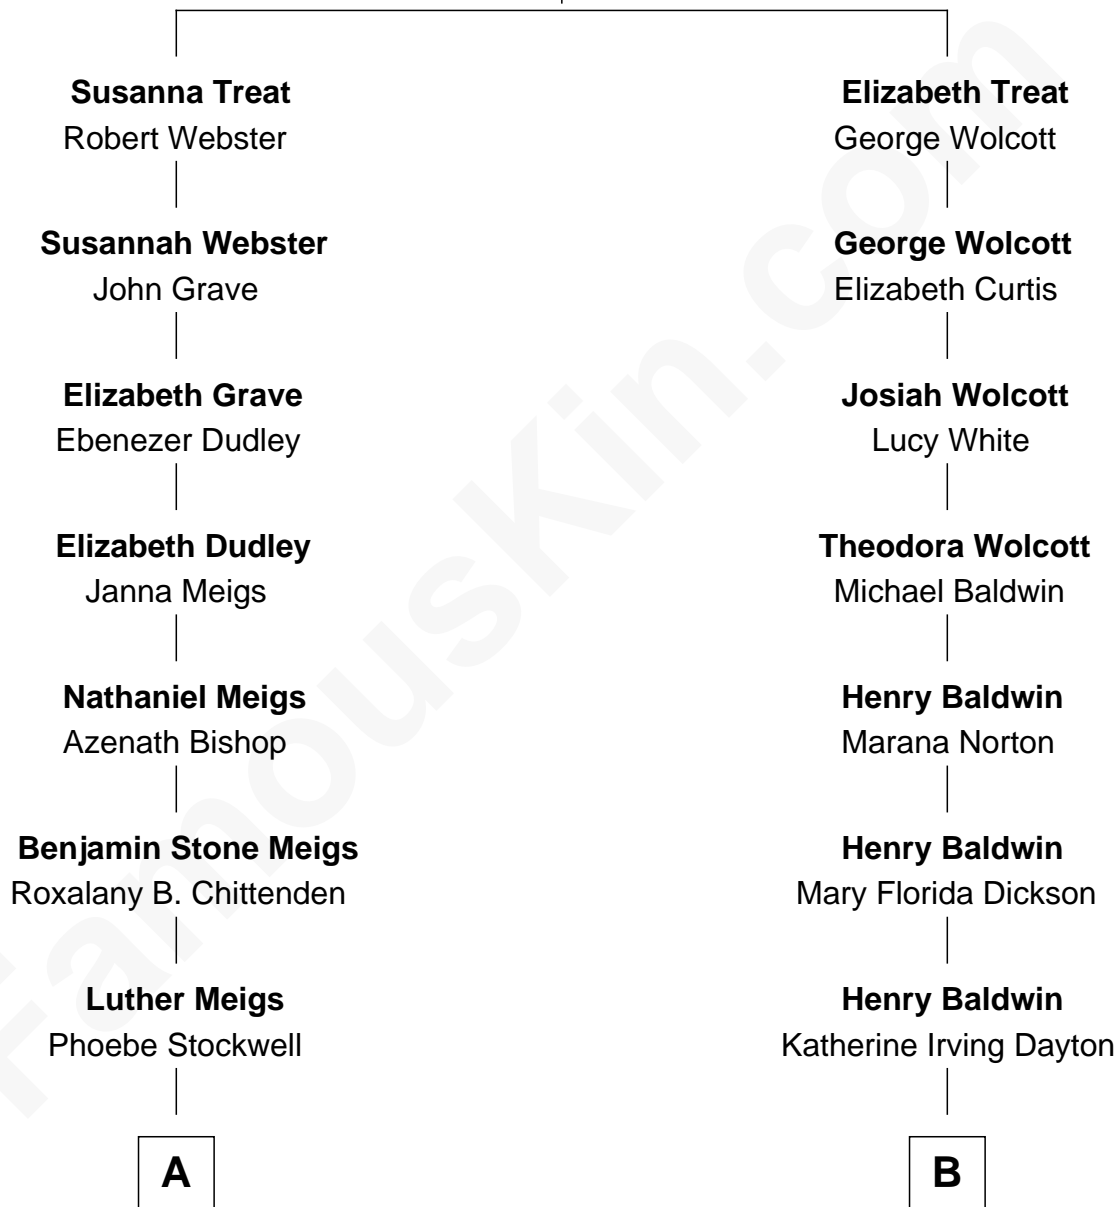 Susanna Treat
Robert Webster
Susannah Webster
John Grave
Elizabeth Grave
Ebenezer Dudley
Elizabeth Dudley
Janna Meigs
Nathaniel Meigs
Azenath Bishop
Benjamin Stone Meigs
Roxalany B. Chittenden
Luther Meigs
Phoebe Stockwell
A
Elizabeth Treat
George Wolcott
George Wolcott
Elizabeth Curtis
Josiah Wolcott
Lucy White
Theodora Wolcott
Michael Baldwin
Henry Baldwin
Marana Norton
Henry Baldwin
Mary Florida Dickson
Henry Baldwin
Katherine Irving Dayton
B
FamousKin.com